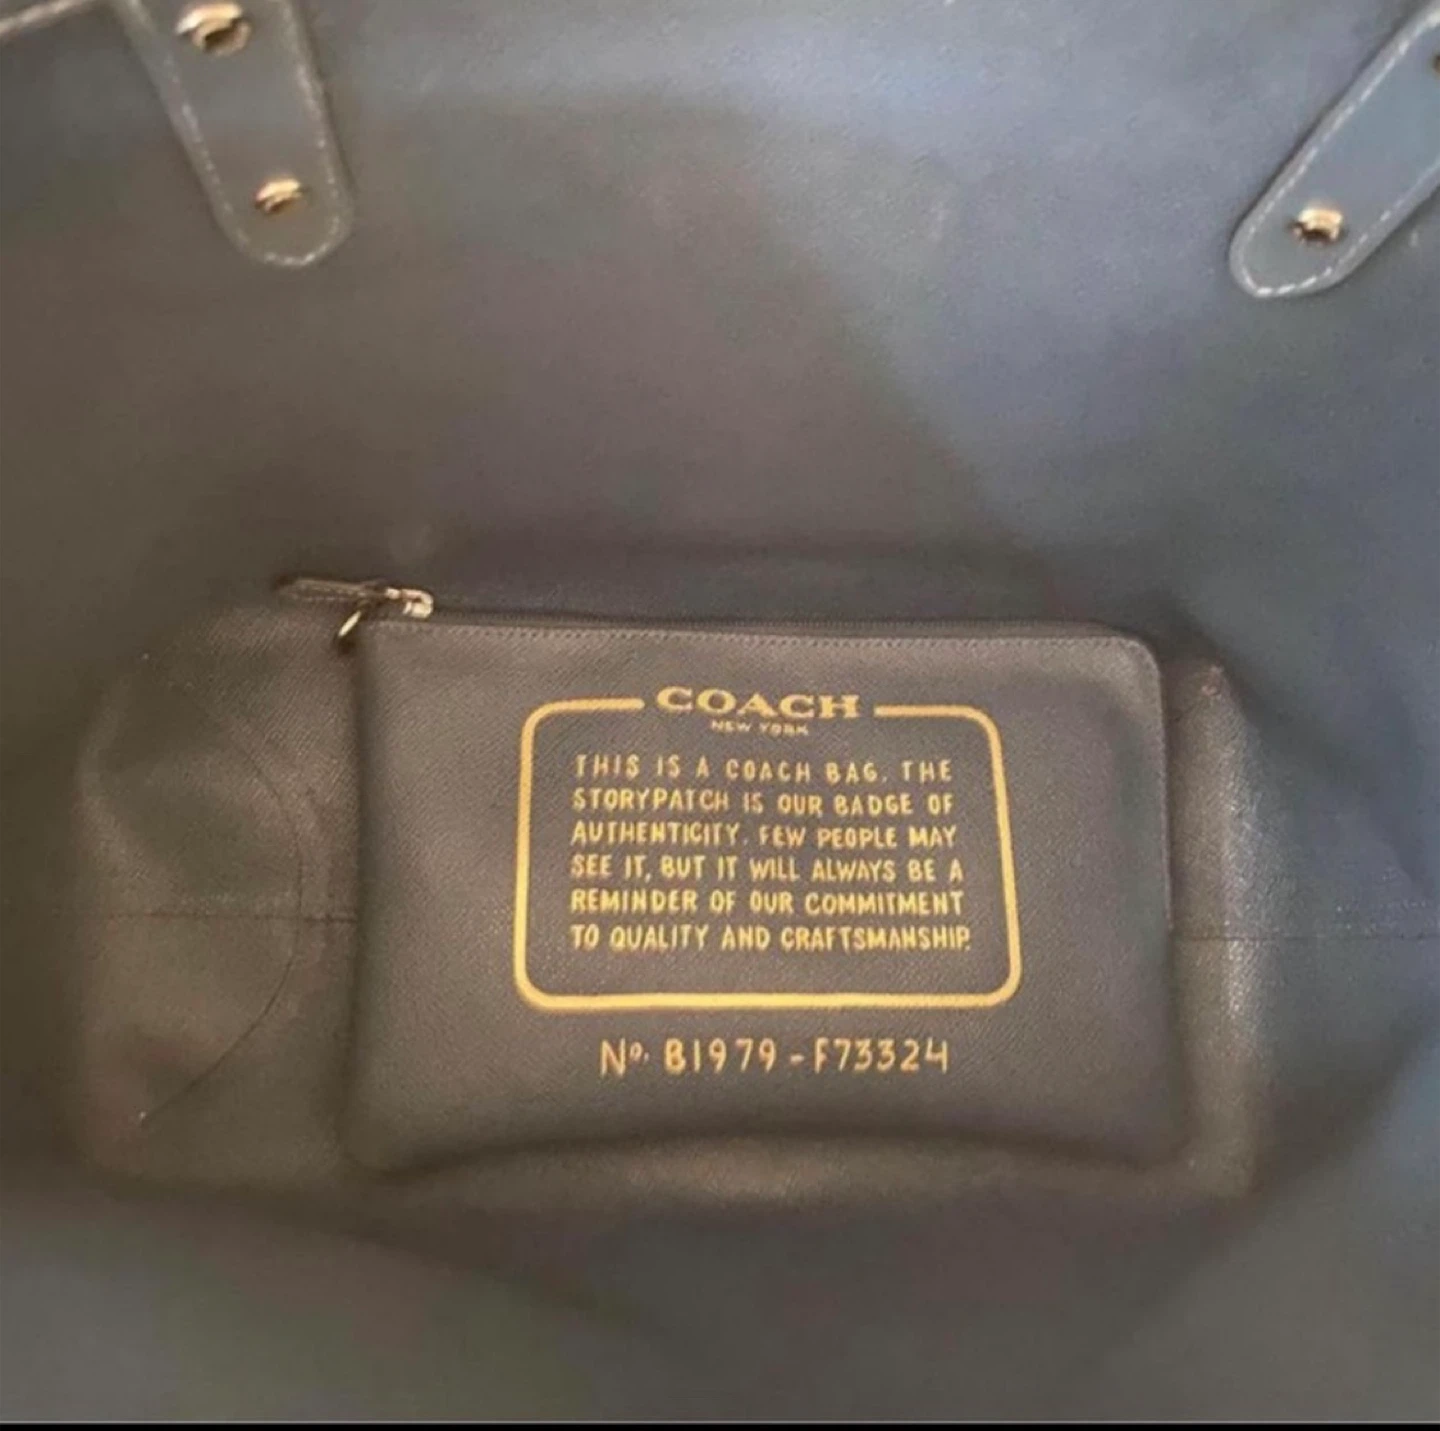 COACH
NEW YORK
THIS IS A COACH BAG. THE
STORYPATCH IS OUR BADGE OF
AUTHENTICITY. FEW PEOPLE MAY
SEE IT, BUT IT WILL ALWAYS BE A
REMINDER OF OUR COMMITMENT
TO QUALITY AND CRAFTSMANSHIP.
Nº. B1979-F73324